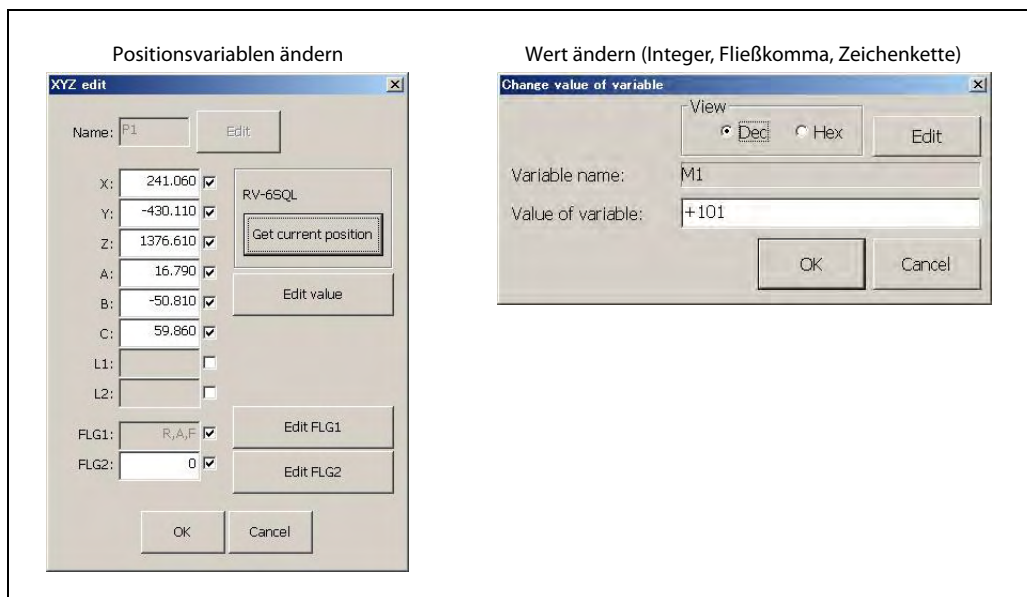 Positionsvariablen ändern
XYZ edit
Name: P1 Edit
X: 241.060
Y: -430.110
Z: 1376.610
A: 16.790
B: -50.810
C: 59.860
L1:
L2:
FLG1: R,A,F
FLG2: 0
RV-6SQL
Get current position
Edit value
Edit FLG1
Edit FLG2
OK Cancel
Wert ändern (Integer, Fließkomma, Zeichenkette)
Change value of variable
View
Dec Hex Edit
Variable name: M1
Value of variable: +101
OK Cancel